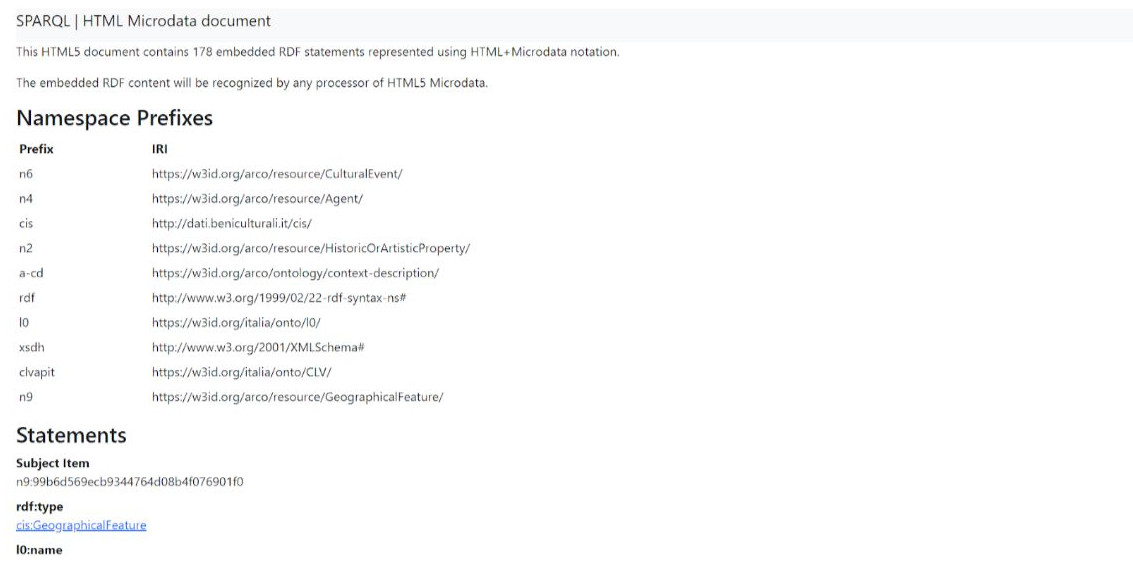 SPARQL | HTML Microdata document
This HTML5 document contains 178 embedded RDF statements represented using HTML+Microdata notation.
The embedded RDF content will be recognized by any processor of HTML5 Microdata.
Namespace Prefixes
Prefix IRI
n6 https://w3id.org/arco/resource/CulturalEvent/
n4 https://w3id.org/arco/resource/Agent/
cis http://dati.beniculturali.it/cis/
n2 https://w3id.org/arco/resource/HistoricOrArtisticProperty/
a-cd https://w3id.org/arco/ontology/context-description/
rdf http://www.w3.org/1999/02/22-rdf-syntax-ns#
l0 https://w3id.org/italia/onto/l0/
xsdh http://www.w3.org/2001/XMLSchema#
clvapit https://w3id.org/italia/onto/CLV/
n9 https://w3id.org/arco/resource/GeographicalFeature/
Statements
Subject Item
n9:99b6d569ecb9344764d08b4f076901f0
rdf:type
cis:GeographicalFeature
l0:name